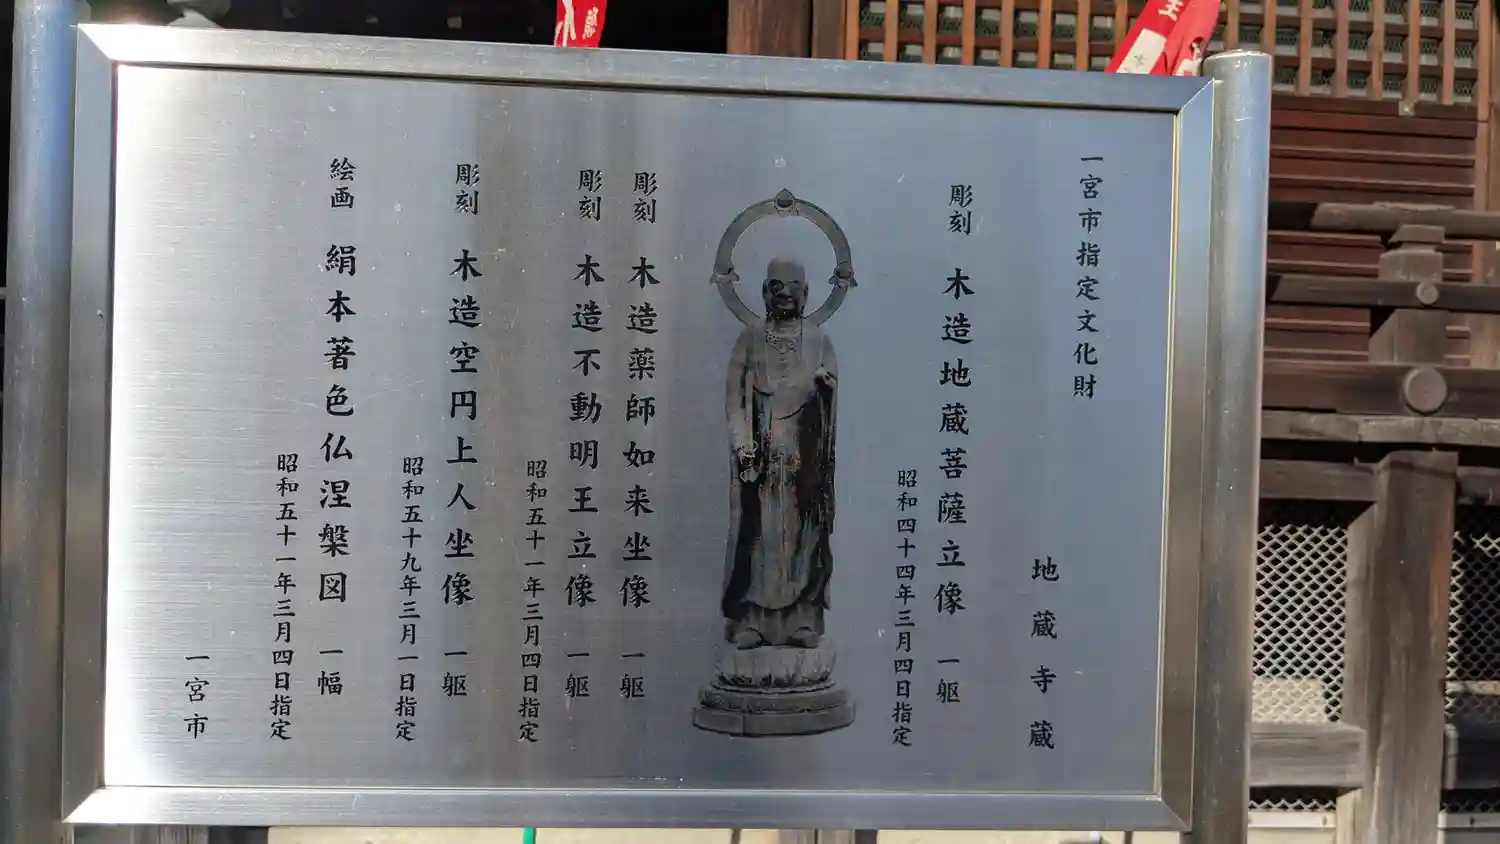 一宮市指定文化財
地蔵寺蔵
彫刻 木造地蔵菩薩立像 一躯
昭和四十四年三月四日指定
彫刻 木造薬師如来坐像 一躯
彫刻 木造不動明王立像 一躯
昭和五十一年三月四日指定
彫刻 木造空円上人坐像 一躯
昭和五十九年三月一日指定
絵画 絹本著色仏涅槃図 一幅
昭和五十一年三月四日指定
一宮市